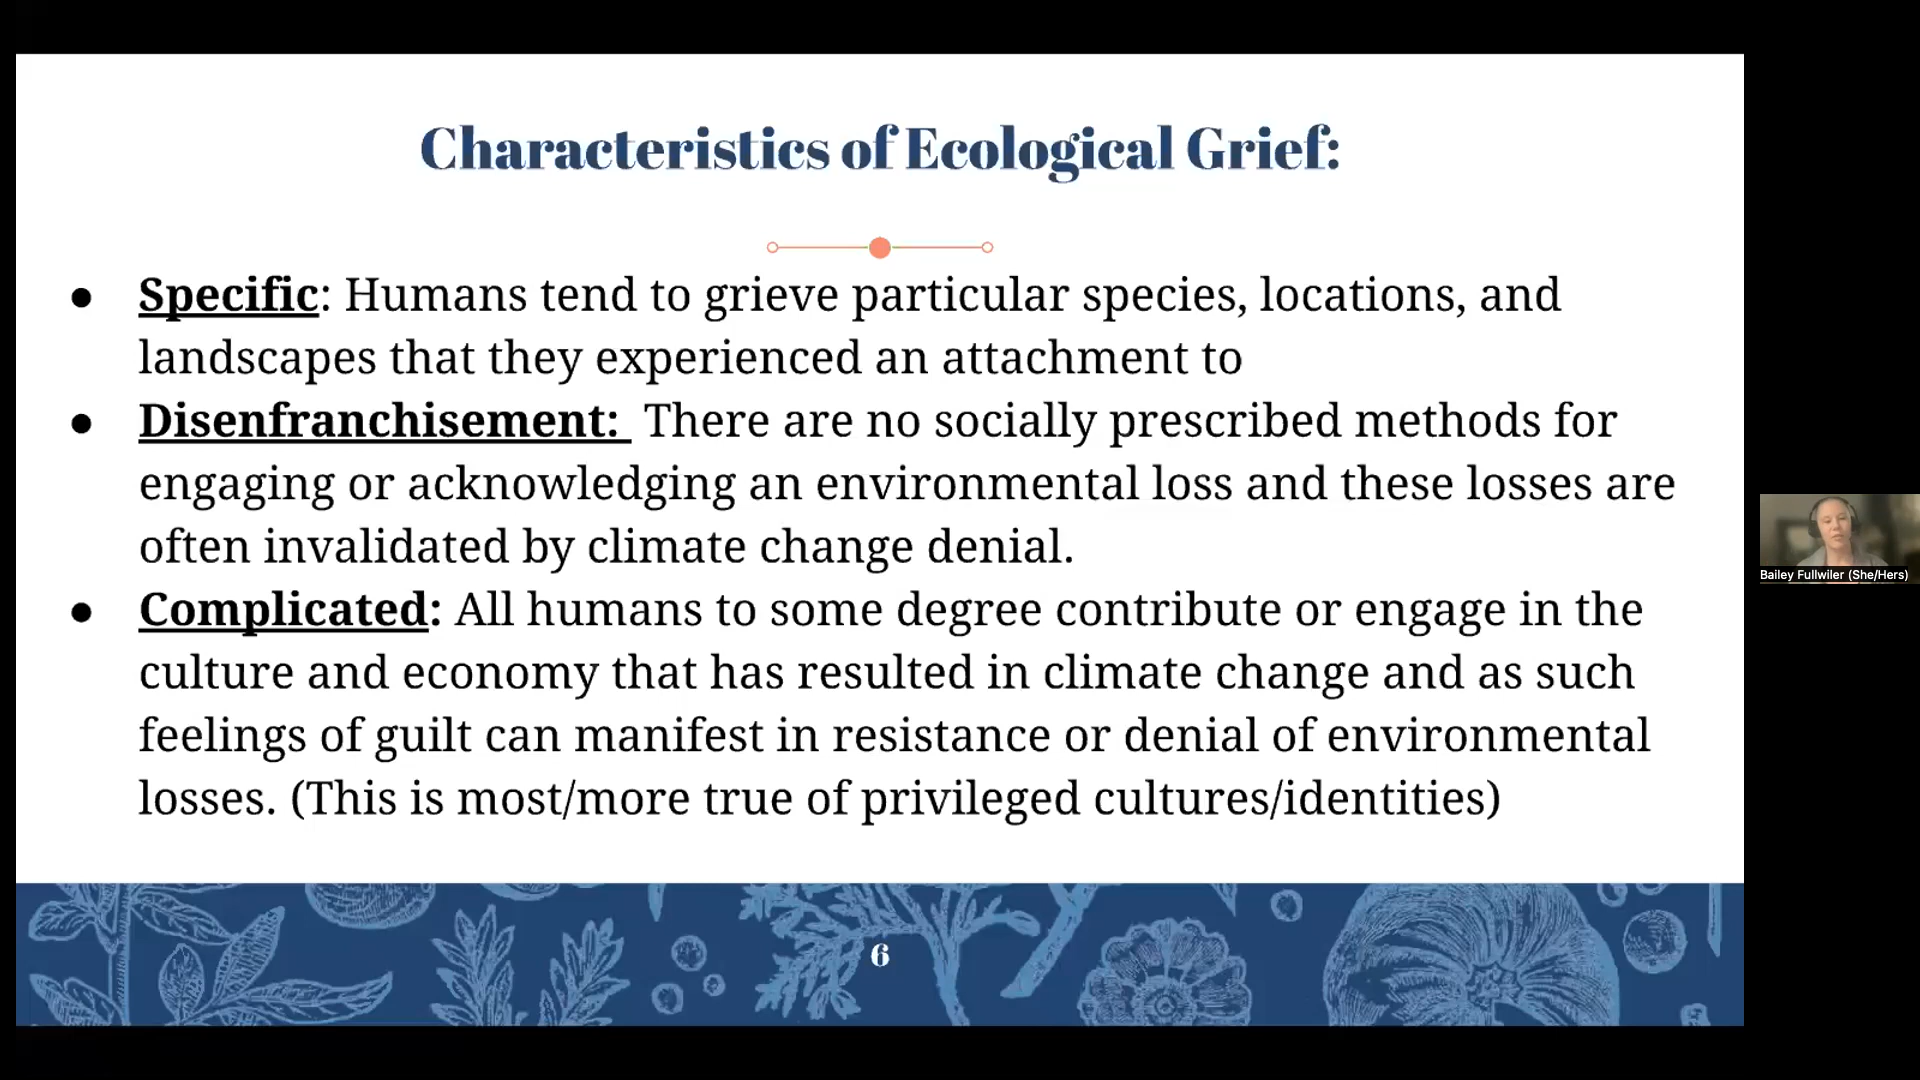 Characteristics of Ecological Grief:
● Specific: Humans tend to grieve particular species, locations, and
landscapes that they experienced an attachment to
● Disenfranchisement: There are no socially prescribed methods for
engaging or acknowledging an environmental loss and these losses are
often invalidated by climate change denial.
● Complicated: All humans to some degree contribute or engage in the
culture and economy that has resulted in climate change and as such
feelings of guilt can manifest in resistance or denial of environmental
losses. (This is most/more true of privileged cultures/identities)
6
Bailey Fullwiler (She/Hers)